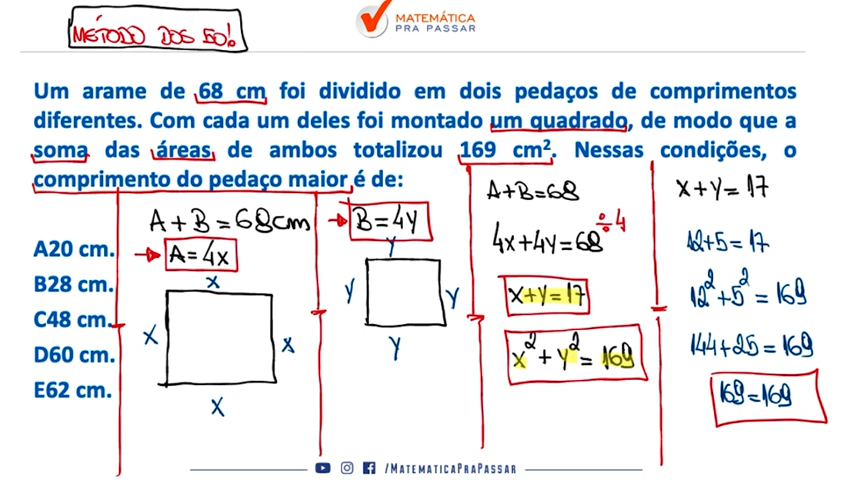 MÉTODO DOS 50!
MATEMÁTICA
PRA PASSAR
Um arame de 68 cm foi dividido em dois pedaços de comprimentos
diferentes. Com cada um deles foi montado um quadrado, de modo que a
soma das áreas de ambos totalizou 169 cm². Nessas condições, o
comprimento do pedaço maior é de:
A20 cm.
B28 cm.
C48 cm.
D60 cm.
E62 cm.
A+B=68cm
A=4x
x
x
x
x
B=4y
y
y
y
y
A+B=68
4x+4y=68 ÷4
x+y=17
x²+y²=169
x+y=17
12+5=17
12²+5²=169
144+25=169
169=169
/MatematicaPraPassar